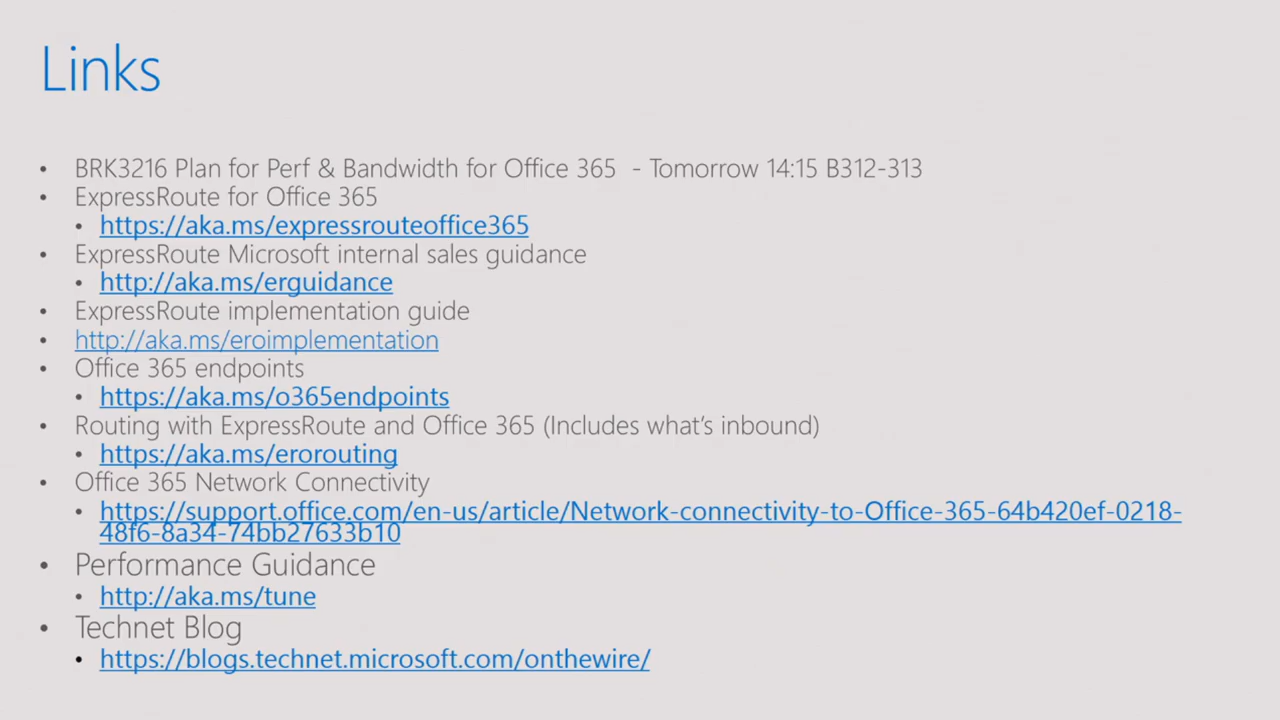 Links
• BRK3216 Plan for Perf & Bandwidth for Office 365 - Tomorrow 14:15 B312-313
• ExpressRoute for Office 365
• https://aka.ms/expressrouteoffice365
• ExpressRoute Microsoft internal sales guidance
• http://aka.ms/erguidance
• ExpressRoute implementation guide
• http://aka.ms/eroimplementation
• Office 365 endpoints
• https://aka.ms/o365endpoints
• Routing with ExpressRoute and Office 365 (Includes what's inbound)
• https://aka.ms/erorouting
• Office 365 Network Connectivity
• https://support.office.com/en-us/article/Network-connectivity-to-Office-365-64b420ef-0218-
48f6-8a34-74bb27633b10
• Performance Guidance
• http://aka.ms/tune
• Technet Blog
• https://blogs.technet.microsoft.com/onthewire/